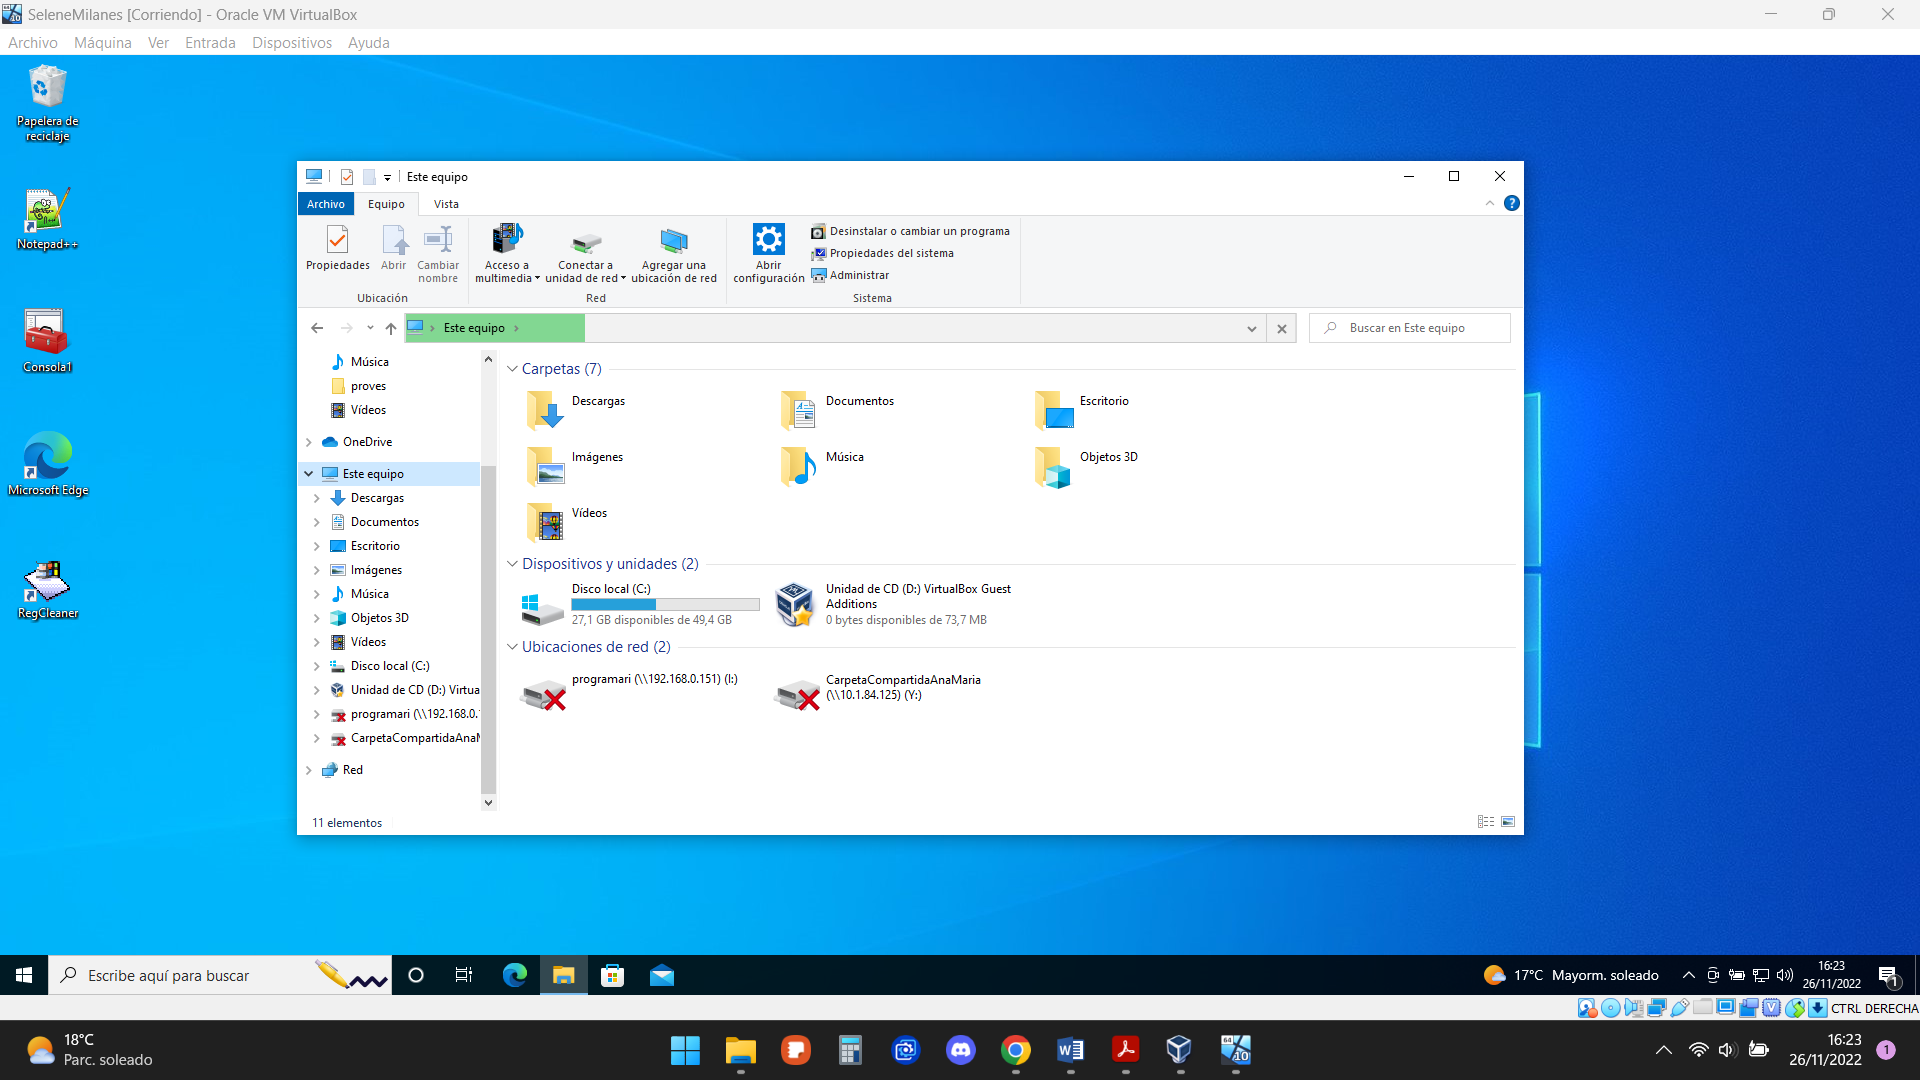 SeleneMilanes [Corriendo] - Oracle VM VirtualBox
Archivo Máquina Ver Entrada Dispositivos Ayuda
Papelera de
reciclaje
Notepad++
Consola1
Microsoft Edge
RegCleaner
Este equipo
Archivo Equipo Vista
Propiedades
Abrir
Cambiar
nombre
Ubicación
Acceso a
multimedia
Conectar a
unidad de red
Agregar una
ubicación de red
Red
Abrir
configuración
Desinstalar o cambiar un programa
Propiedades del sistema
Administrar
Sistema
Este equipo
Buscar en Este equipo
Música
proves
Vídeos
OneDrive
Este equipo
Descargas
Documentos
Escritorio
Imágenes
Música
Objetos 3D
Vídeos
Disco local (C:)
Unidad de CD (D:) Virtua
programari (\\192.168.0.
CarpetaCompartidaAna
Red
Carpetas (7)
Descargas
Documentos
Escritorio
Imágenes
Música
Objetos 3D
Vídeos
Dispositivos y unidades (2)
Disco local (C:)
27,1 GB disponibles de 49,4 GB
Unidad de CD (D:) VirtualBox Guest
Additions
0 bytes disponibles de 73,7 MB
Ubicaciones de red (2)
programari (\\192.168.0.151) (I:)
CarpetaCompartidaAnaMaria
(\\10.1.84.125) (Y:)
11 elementos
Escribe aquí para buscar
17°C Mayorm. soleado
16:23
26/11/2022
1
CTRL DERECHA
18°C
Parc. soleado
64
10
16:23
26/11/2022
1